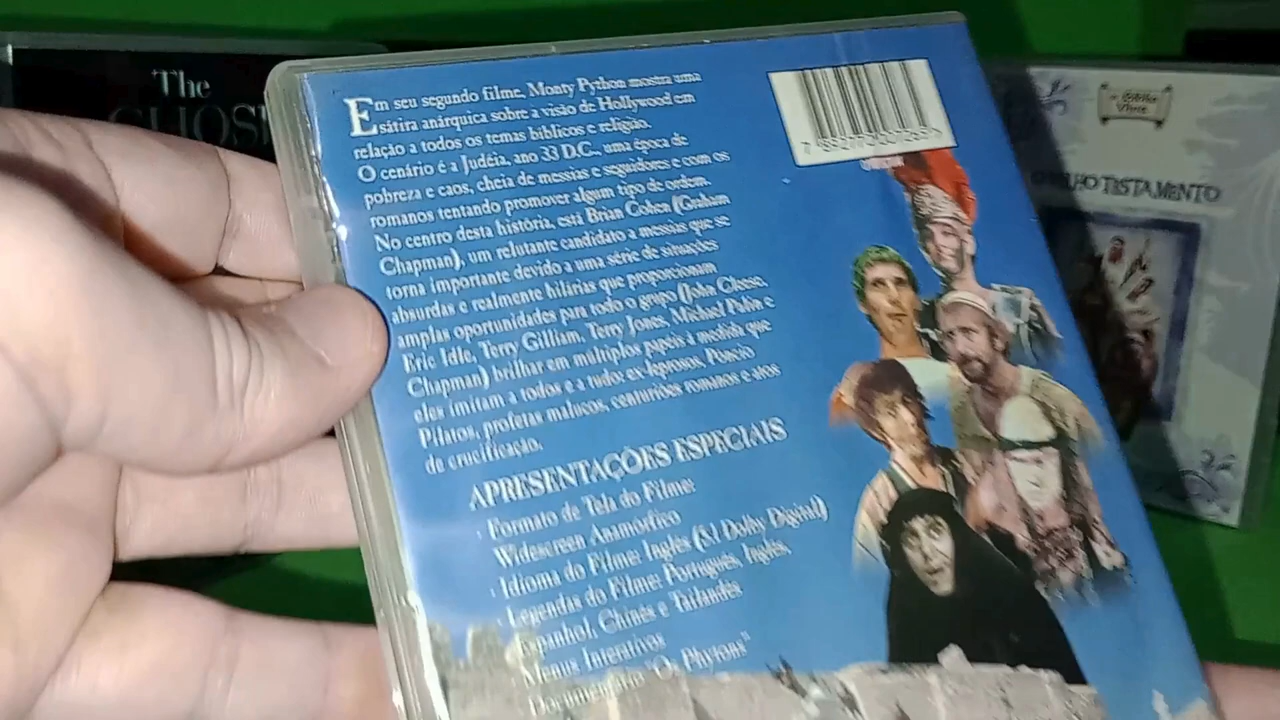 The
Em seu segundo filme, Monty Python mostra uma
sátira anárquica sobre a visão de Hollywood em
relação a todos os temas bíblicos e religião.
O cenário é a Judéia, ano 33 D.C., uma época de
pobreza e caos, cheia de messias e seguidores e com os
romanos tentando promover algum tipo de ordem.
No centro desta história, está Brian Cohen (Graham
Chapman), um relutante candidato a messias que se
torna importante devido a uma série de situações
absurdas e realmente hilárias que proporcionam
amplas oportunidades para todo o grupo (John Cleese,
Eric Idle, Terry Gilliam, Terry Jones, Michael Palin e
Chapman) brilhar em múltiplos papéis à medida que
eles imitam a todos e a tudo: ex-leprosos, Pôncio
Pilatos, profetas malucos, centuriões romanos e atos
de crucificação.
APRESENTAÇÕES ESPECIAIS
· Formato de Tela do Filme:
Widescreen Anamórfico
· Idioma do Filme: Inglês (5.1 Dolby Digital)
· Legendas do Filme: Português, Inglês,
Espanhol, Chinês e Tailandês
Menus Interativos
Documentário "Os Phytons"
TESTAMENTO